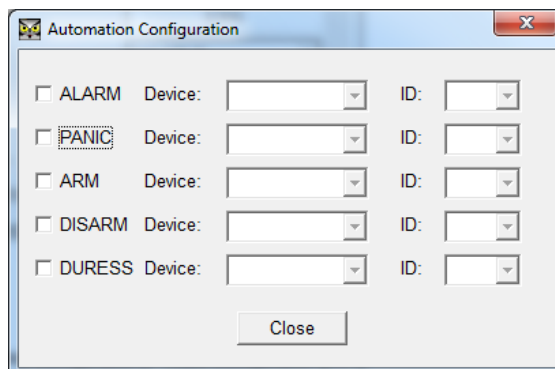 Automation Configuration
ALARM Device: ID:
PANIC Device: ID:
ARM Device: ID:
DISARM Device: ID:
DURESS Device: ID:
Close